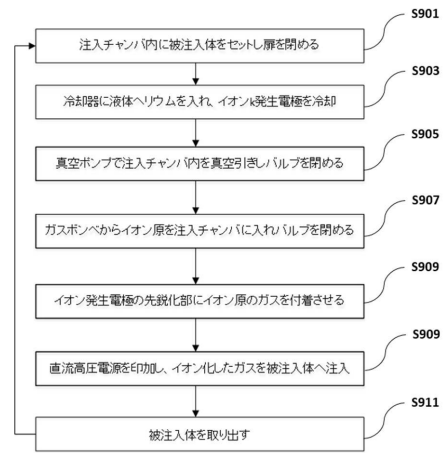 S901
注入チャンバ内に被注入体をセットし扉を閉める
S903
冷却器に液体ヘリウムを入れ、イオンk発生電極を冷却
S905
真空ポンプで注入チャンバ内を真空引きしバルブを閉める
S907
ガスボンベからイオン原を注入チャンバに入れバルブを閉める
S909
イオン発生電極の先鋭化部にイオン原のガスを付着させる
S909
直流高圧電源を印加し、イオン化したガスを被注入体へ注入
S911
被注入体を取り出す